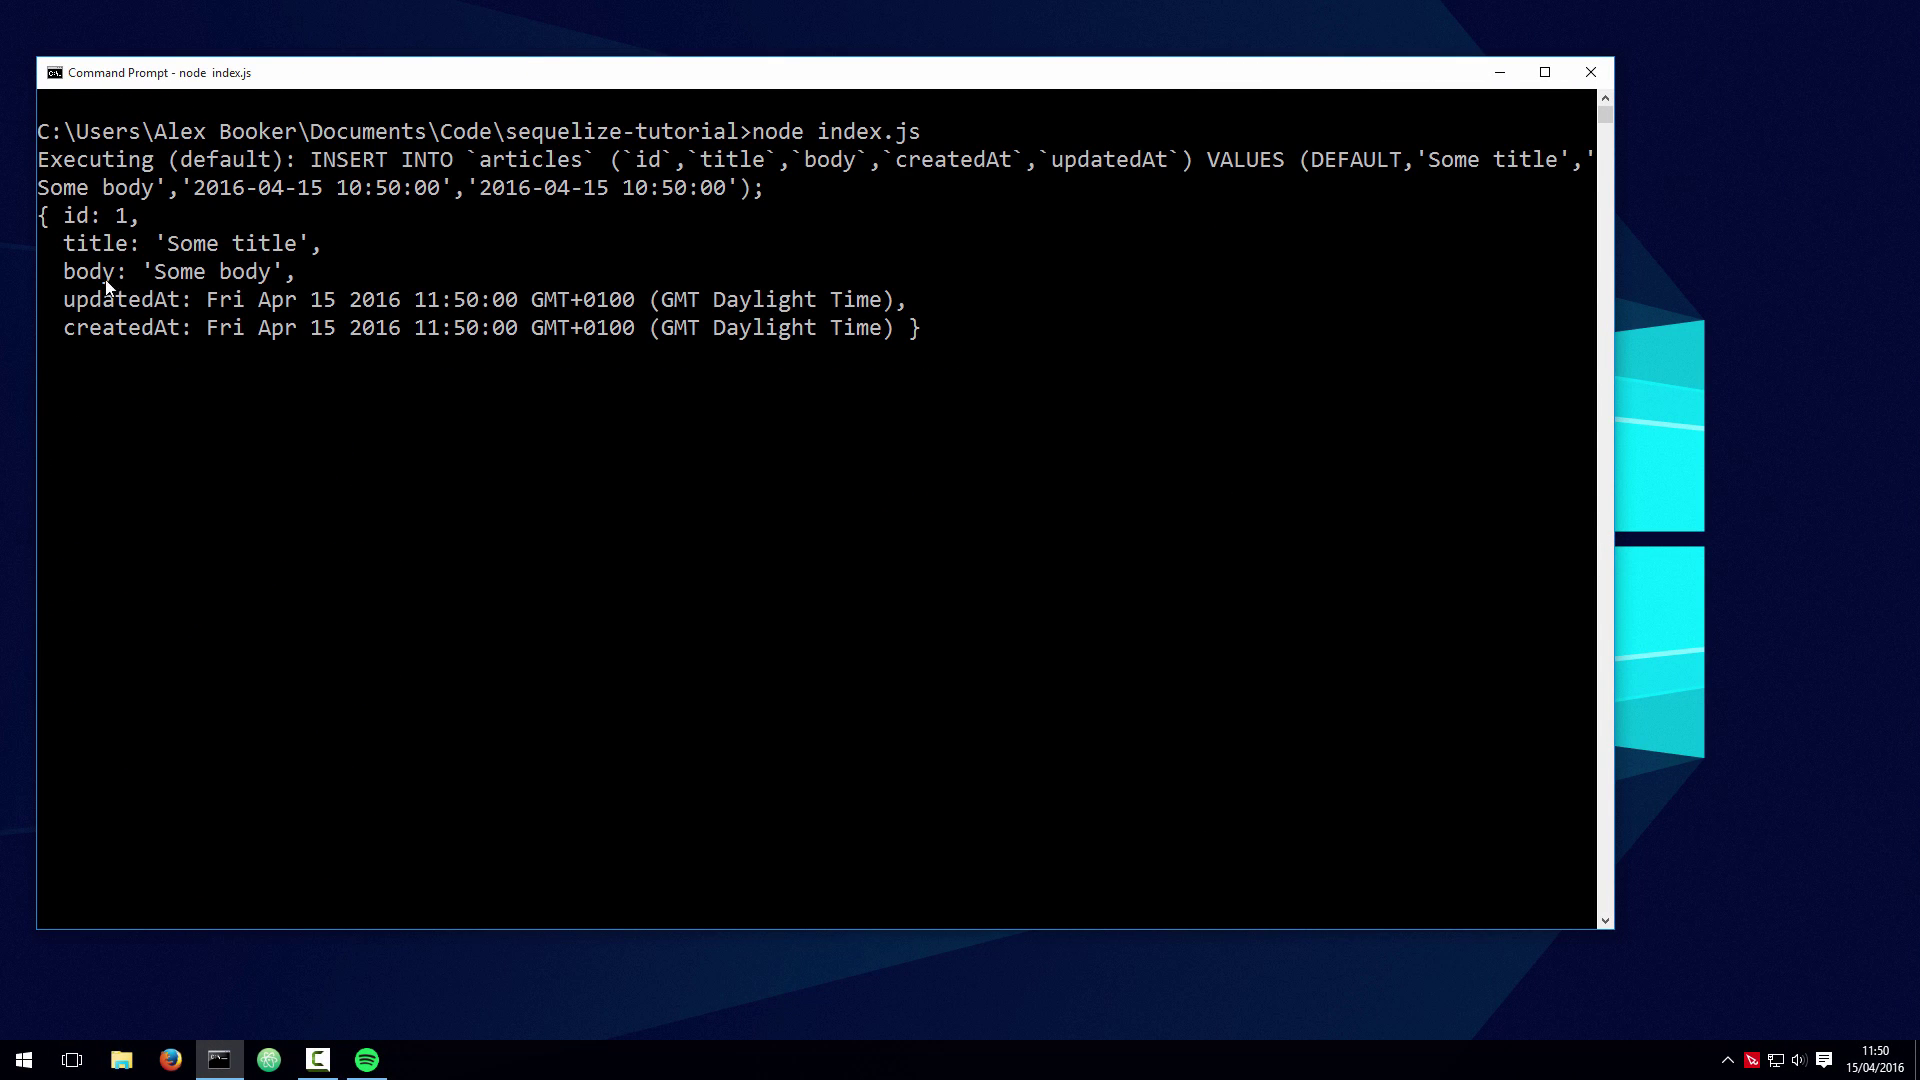 Command Prompt - node  index.js
C:\Users\Alex Booker\Documents\Code\sequelize-tutorial>node index.js
Executing (default): INSERT INTO `articles` (`id`,`title`,`body`,`createdAt`,`updatedAt`) VALUES (DEFAULT,'Some title','
Some body','2016-04-15 10:50:00','2016-04-15 10:50:00');
{ id: 1,
  title: 'Some title',
  body: 'Some body',
  updatedAt: Fri Apr 15 2016 11:50:00 GMT+0100 (GMT Daylight Time),
  createdAt: Fri Apr 15 2016 11:50:00 GMT+0100 (GMT Daylight Time) }
11:50
15/04/2016